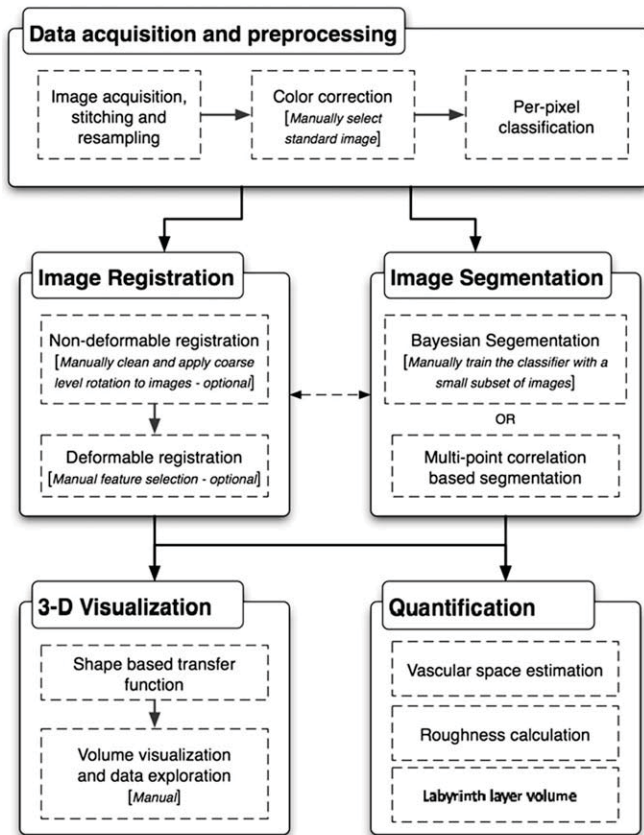 Data acquisition and preprocessing
Image acquisition,
stitching and
resampling
Color correction
[Manually select
standard image]
Per-pixel
classification
Image Registration
Non-deformable registration
[Manually clean and apply coarse
level rotation to images - optional]
Deformable registration
[Manual feature selection - optional]
Image Segmentation
Bayesian Segementation
[Manually train the classifier with a
small subset of images]
OR
Multi-point correlation
based segmentation
3-D Visualization
Shape based transfer
function
Volume visualization
and data exploration
[Manual]
Quantification
Vascular space estimation
Roughness calculation
Labyrinth layer volume